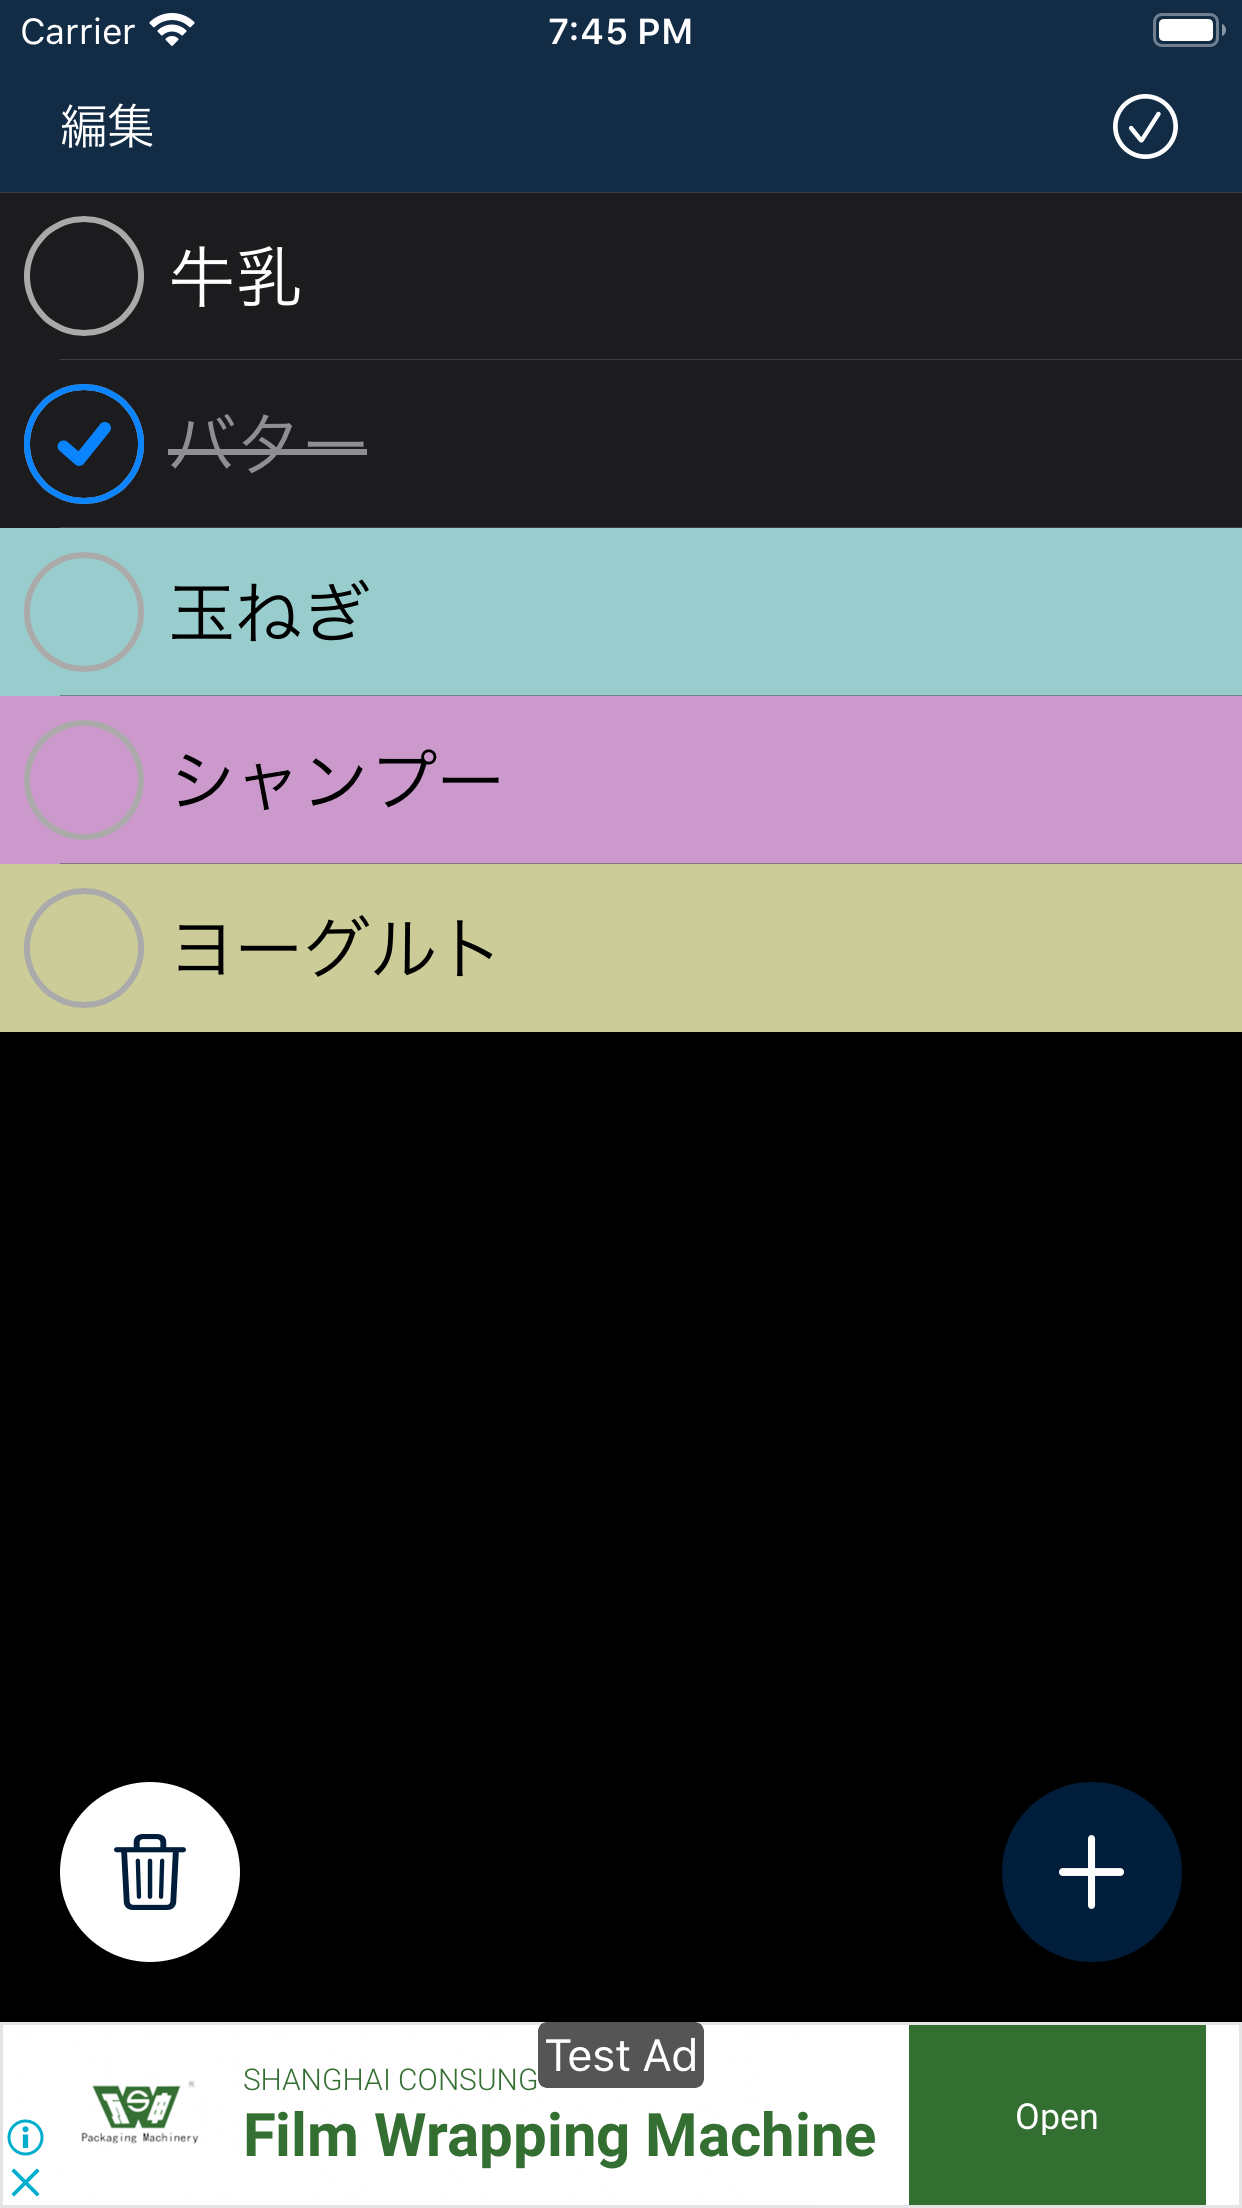 Carrier
7:45 PM
編集
牛乳
バター
玉ねぎ
シャンプー
ヨーグルト
Test Ad
SHANGHAI CONSUNG
Film Wrapping Machine
Packaging Machinery
Open